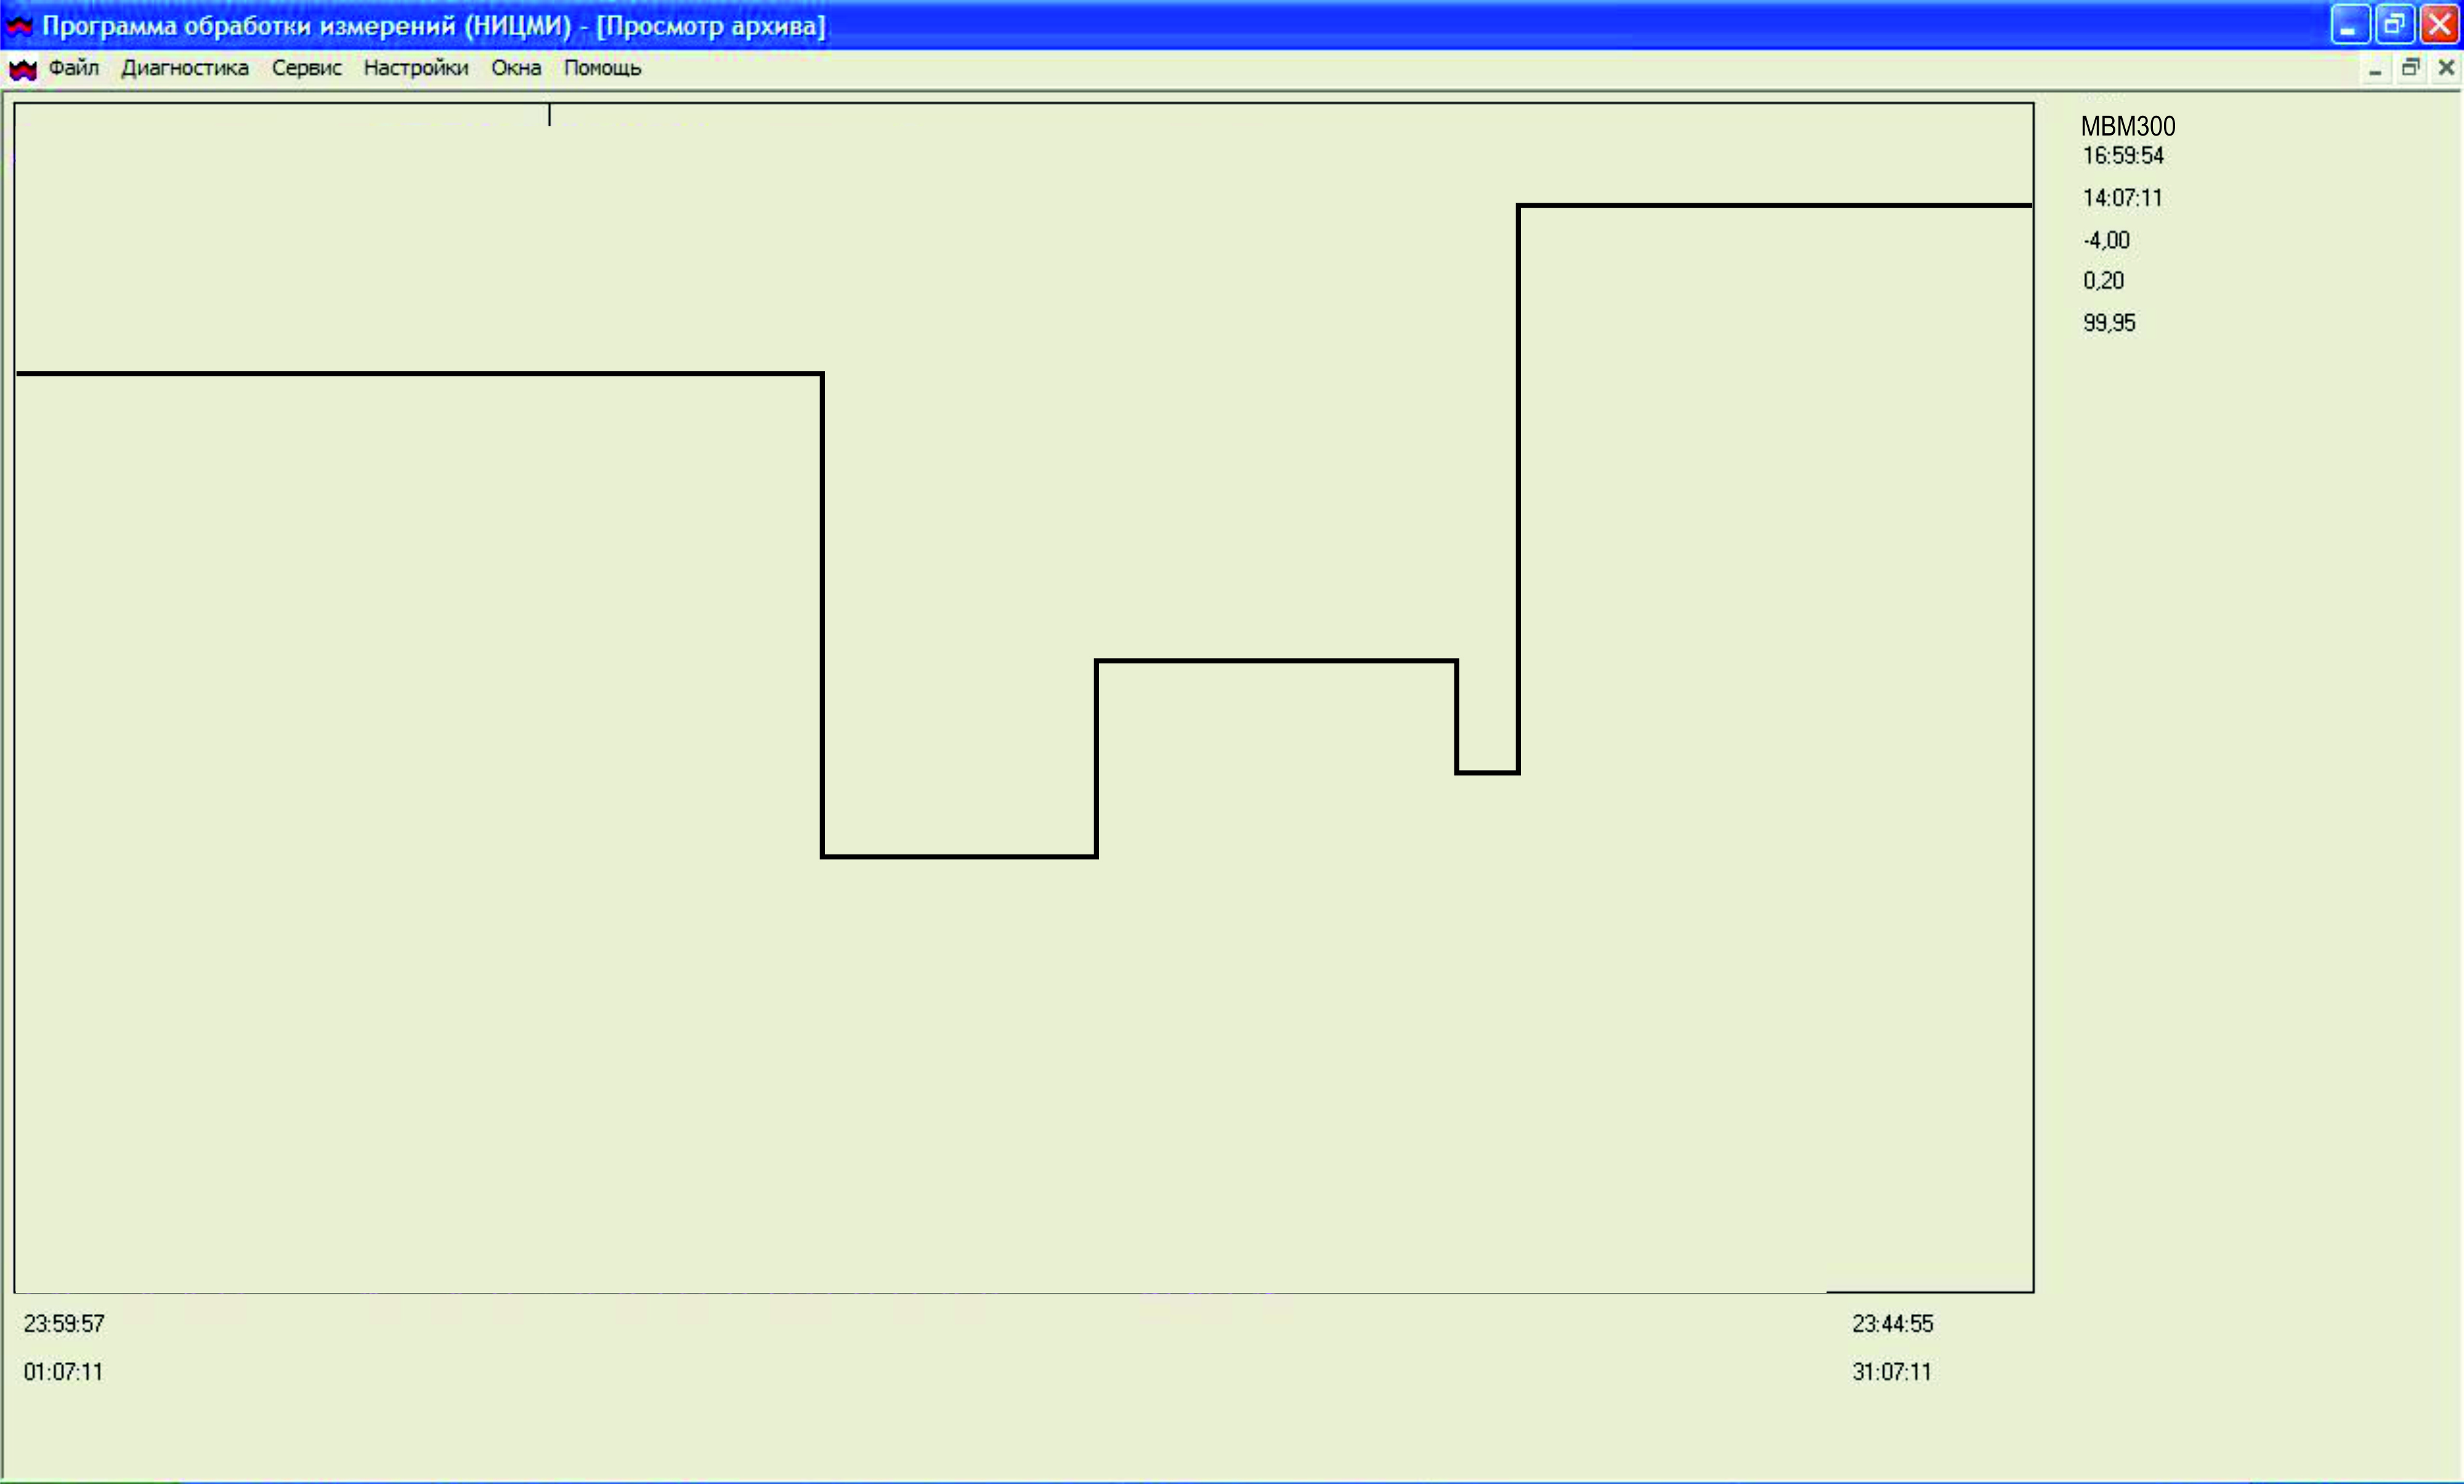 Программа обработки измерений (НИЦМИ) - [Просмотр архива]
Файл Диагностика Сервис Настройки Окна Помощь
МВМ300
16:59:54
14:07:11
-4,00
0,20
99,95
23:59:57 23:44:55
01:07:11 31:07:11